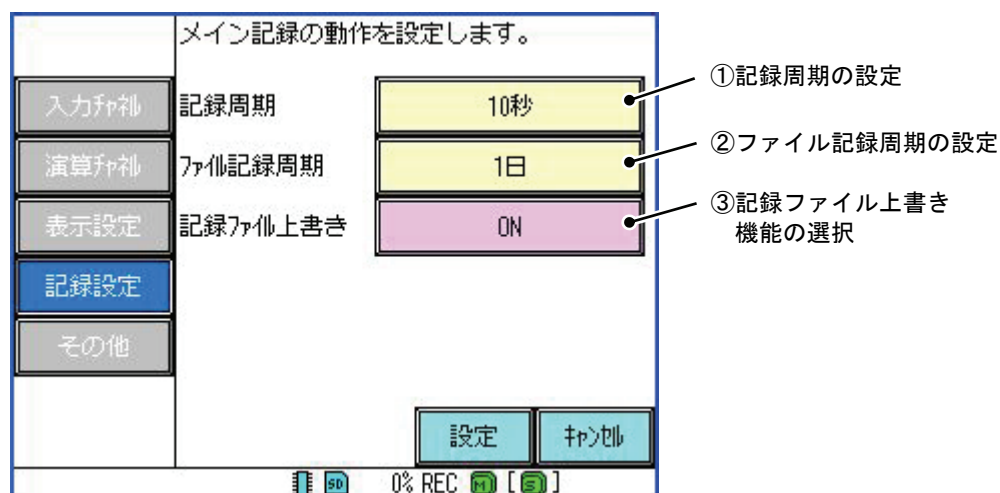 メイン記録の動作を設定します。
入力ﾁｬﾈﾙ
記録周期
10秒
①記録周期の設定
演算ﾁｬﾈﾙ
ﾌｧｲﾙ記録周期
1日
②ファイル記録周期の設定
表示設定
記録ﾌｧｲﾙ上書き
ON
③記録ファイル上書き
機能の選択
記録設定
その他
設定
ｷｬﾝｾﾙ
SD 0% REC M [ S ]